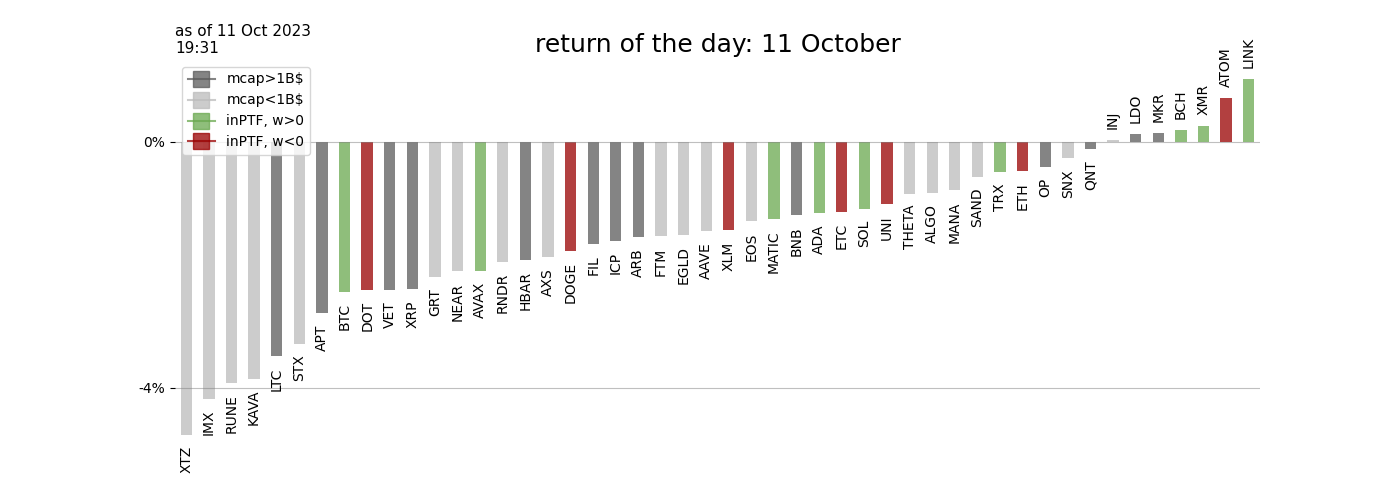 as of 11 Oct 2023
19:31
return of the day: 11 October
mcap>1B$
mcap<1B$
inPTF, w>0
inPTF, w<0
0%
-4%
XTZ
IMX
RUNE
KAVA
LTC
STX
APT
BTC
DOT
VET
XRP
GRT
NEAR
AVAX
RNDR
HBAR
AXS
DOGE
FIL
ICP
ARB
FTM
EGLD
AAVE
XLM
EOS
MATIC
BNB
ADA
ETC
SOL
UNI
THETA
ALGO
MANA
SAND
TRX
ETH
OP
SNX
QNT
INJ
LDO
MKR
BCH
XMR
ATOM
LINK